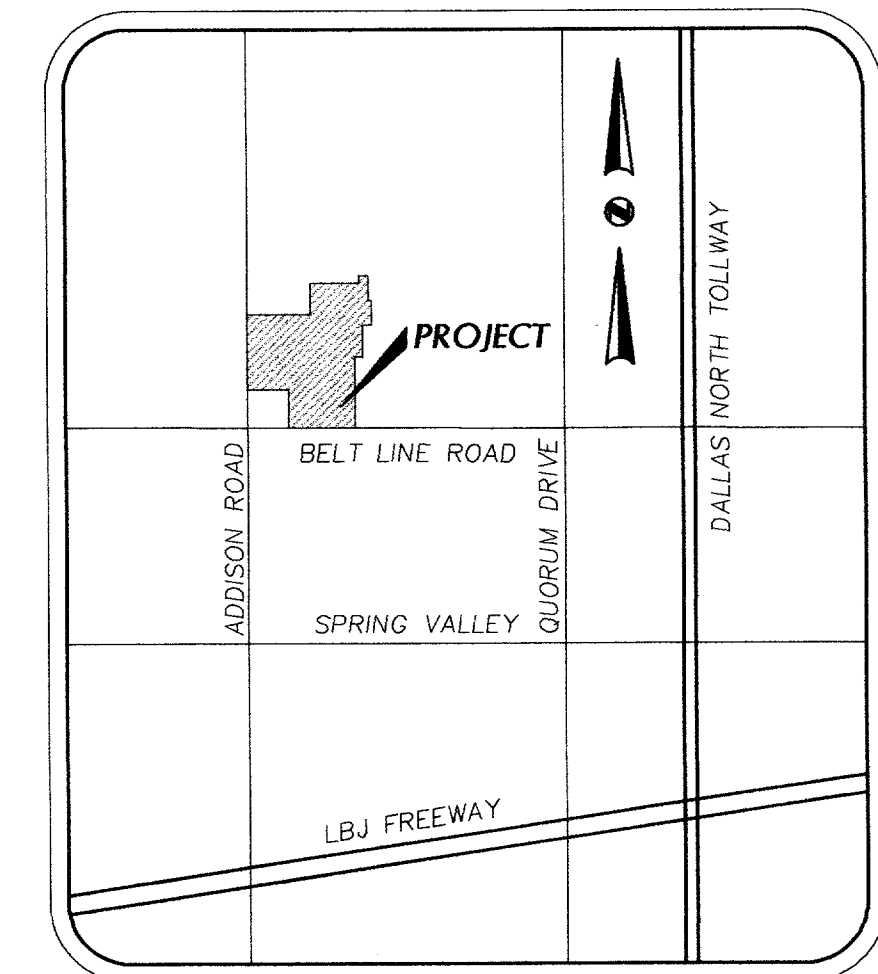 PROJECT
DALLAS NORTH TOLLWAY
BELT LINE ROAD
ADDISON ROAD
QUORUM DRIVE
SPRING VALLEY
LBJ FREEWAY
N